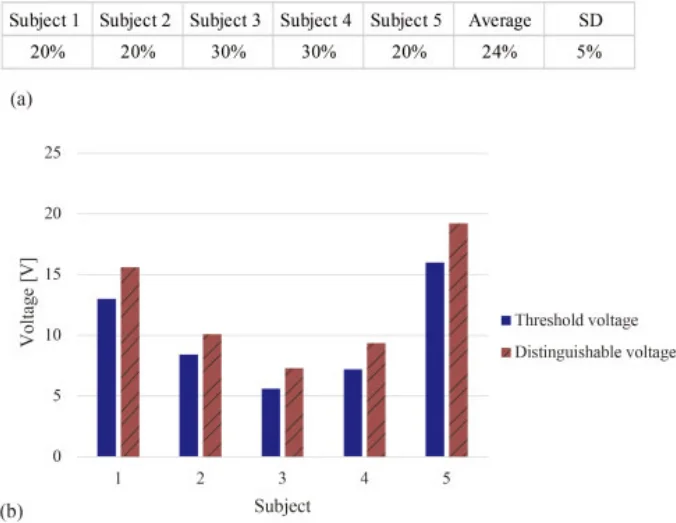 Subject 1 Subject 2 Subject 3 Subject 4 Subject 5 Average SD
20% 20% 30% 30% 20% 24% 5%
(a)
25
20
15
10
5
0
Voltage [V]
Threshold voltage
Distinguishable voltage
1 2 3 4 5
Subject
(b)